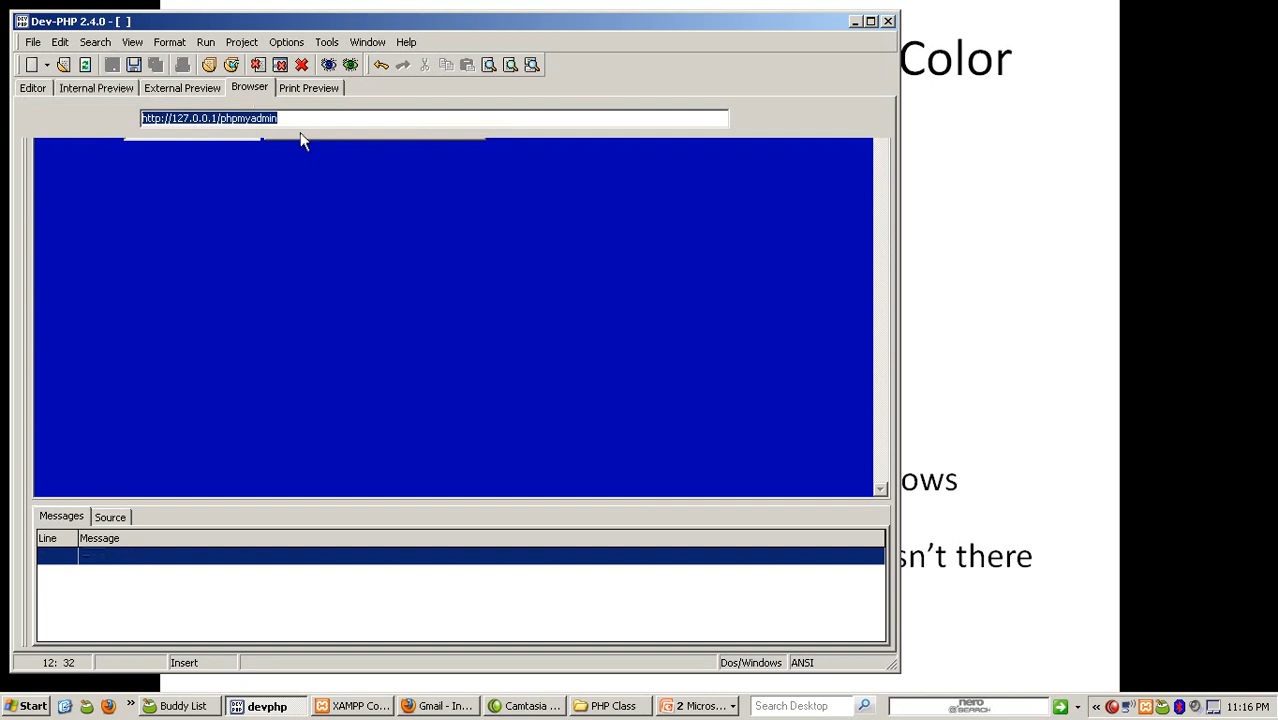 Dev-PHP 2.4.0 - [ ]
Color
File Edit Search View Format Run Project Options Tools Window Help
Editor Internal Preview External Preview Browser Print Preview
http://127.0.0.1/phpmyadmin
ows
Messages Source
Line Message
sn't there
12: 32 Insert Dos/Windows ANSI
Start Buddy List devphp XAMPP Co... Gmail - ... Camtasia ... PHP Class 2 Micros... Search Desktop nero SEARCH 11:16 PM